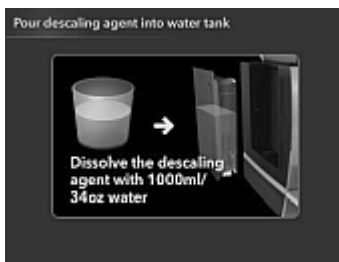 Pour descaling agent into water tank
Dissolve the descaling
agent with 1000ml/
34oz water